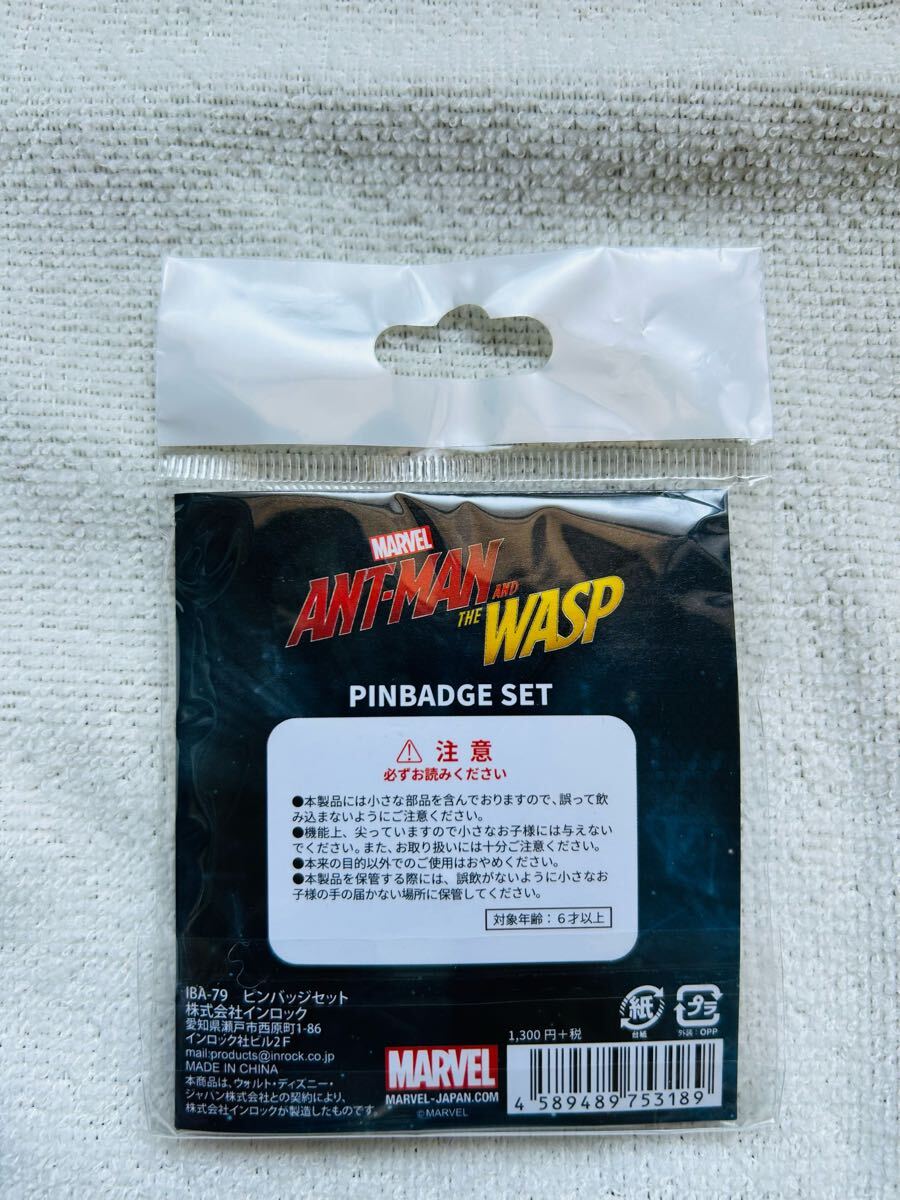 MARVEL
ANT-MAN AND
THE WASP
PINBADGE SET
注意
必ずお読みください
●本製品には小さな部品を含んでおりますので、誤って飲
み込まないようにご注意ください。
●機能上、尖っていますので小さなお子様には与えない
でください。また、お取り扱いには十分ご注意ください。
●本来の目的以外でのご使用はおやめください。
●本製品を保管する際には、誤飲がないように小さなお
子様の手の届かない場所に保管してください。
対象年齢：6才以上
IBA-79 ピンバッジセット
株式会社インロック
愛知県瀬戸市西原町1-86
インロック社ビル2F
mail:products@inrock.co.jp
MADE IN CHINA
本商品は、ウォルト・ディズニー・
ジャパン株式会社との契約により、
株式会社インロックが製造したものです。
MARVEL
MARVEL-JAPAN.COM
©MARVEL
紙
台紙
プラ
外装：OPP
1,300円+税
4 589489 753189